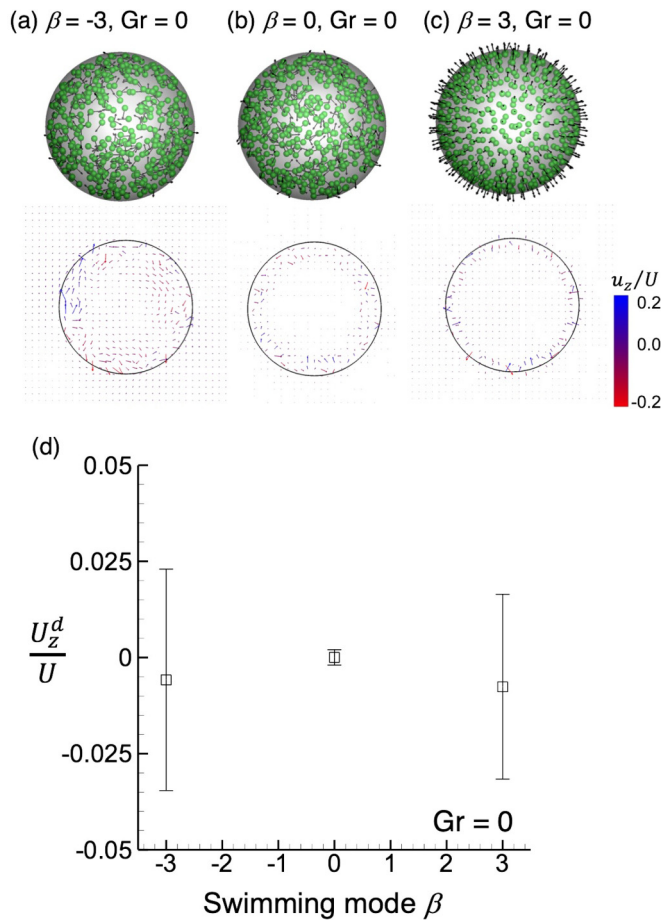 (a) β = -3, Gr = 0
(b) β = 0, Gr = 0
(c) β = 3, Gr = 0
u_z/U
0.2
0.0
-0.2
(d)
0.05
0.025
0
-0.025
-0.05
U_z^d
U
Gr = 0
-3 -2 -1 0 1 2 3
Swimming mode β